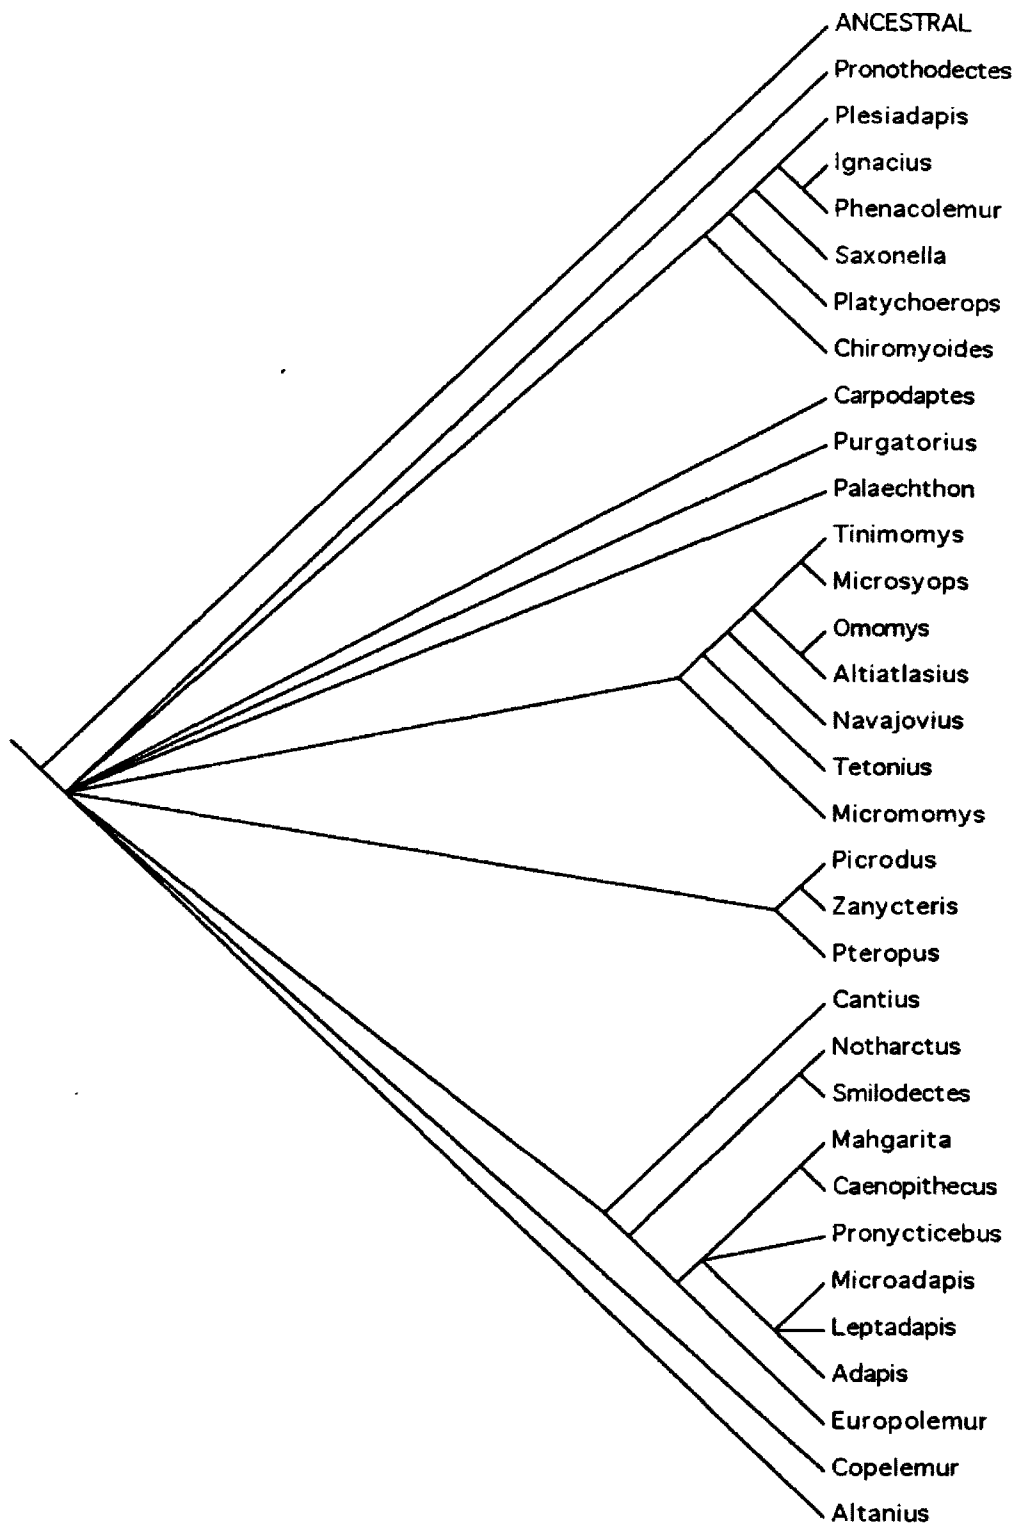 ANCESTRAL
Pronothodectes
Plesiadapis
Ignacius
Phenacolemur
Saxonella
Platychoerops
Chiromyoides
Carpodaptes
Purgatorius
Palaechthon
Tinimomys
Microsyops
Omomys
Altiatlasius
Navajovius
Tetonius
Micromomys
Picrodus
Zanycteris
Pteropus
Cantius
Notharctus
Smilodectes
Mahgarita
Caenopithecus
Pronycticebus
Microadapis
Leptadapis
Adapis
Europolemur
Copelemur
Altanius